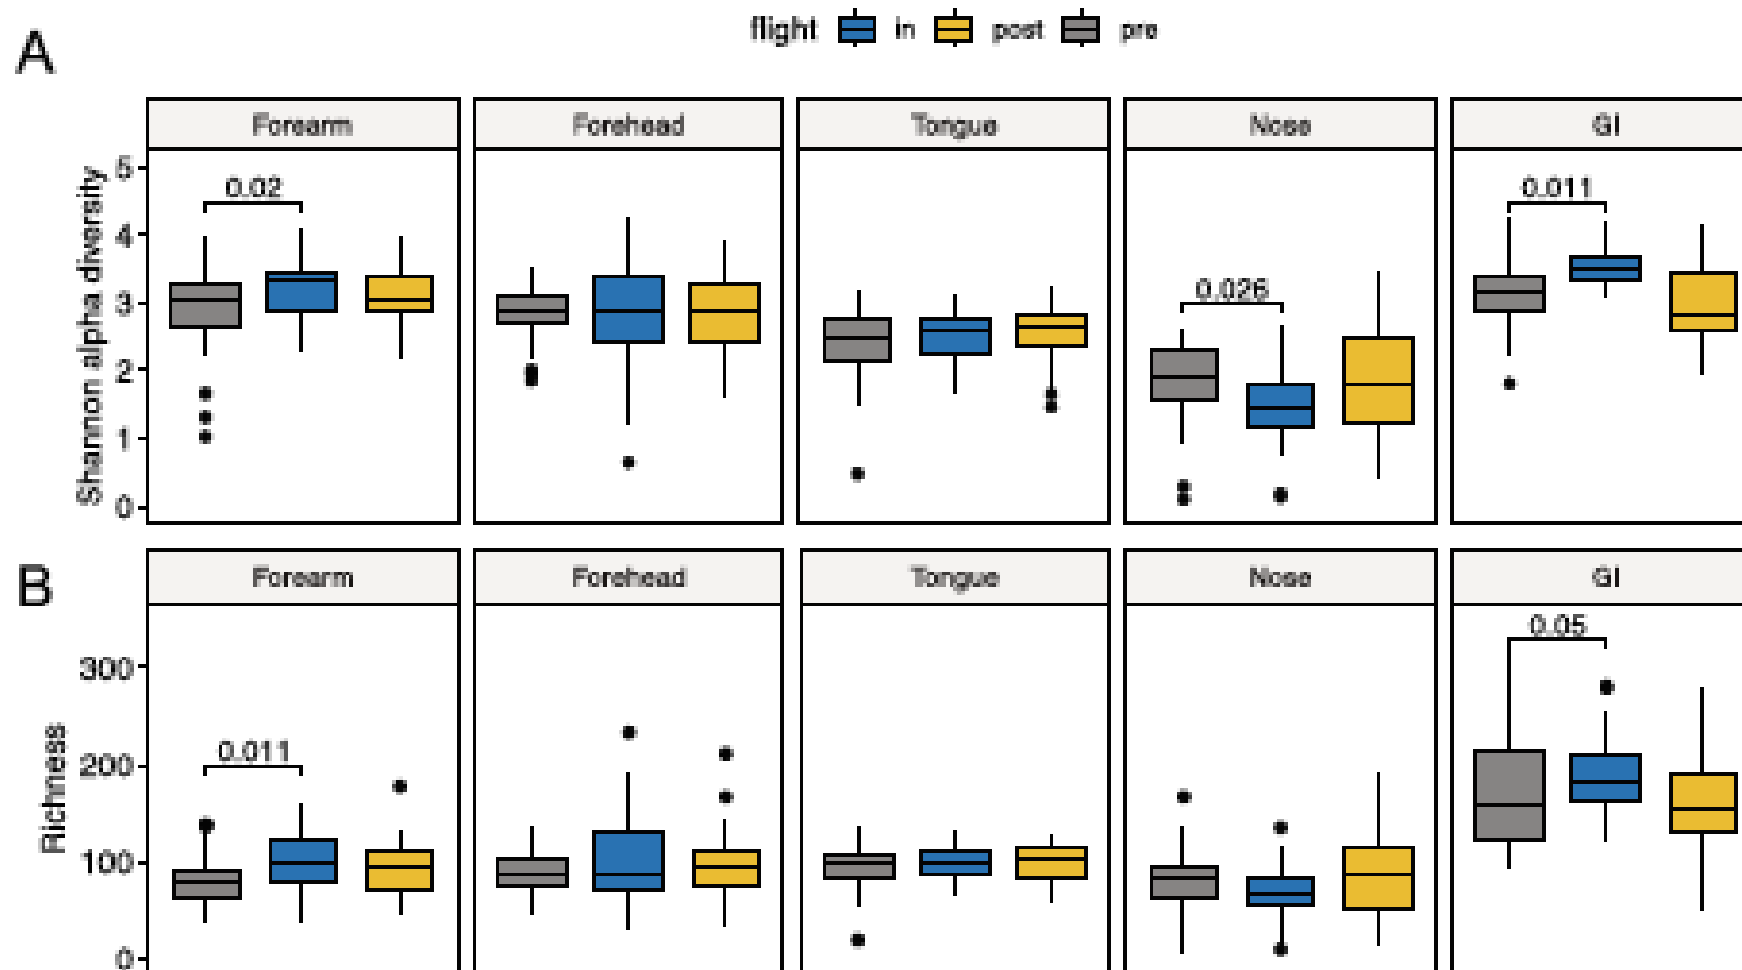 flight in post pre
A
Forearm Forehead Tongue Nose GI
Shannon alpha diversity
5
4
3
2
1
0
0.02
0.026
0.011
B
Forearm Forehead Tongue Nose GI
Richness
300
200
100
0
0.011
0.05